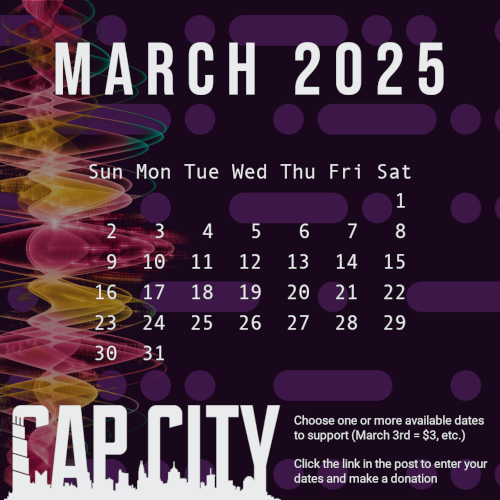 MARCH 2025
Sun Mon Tue Wed Thu Fri Sat
1
2 3 4 5 6 7 8
9 10 11 12 13 14 15
16 17 18 19 20 21 22
23 24 25 26 27 28 29
30 31
CAP CITY
Choose one or more available dates
to support (March 3rd = $3, etc.)
Click the link in the post to enter your
dates and make a donation